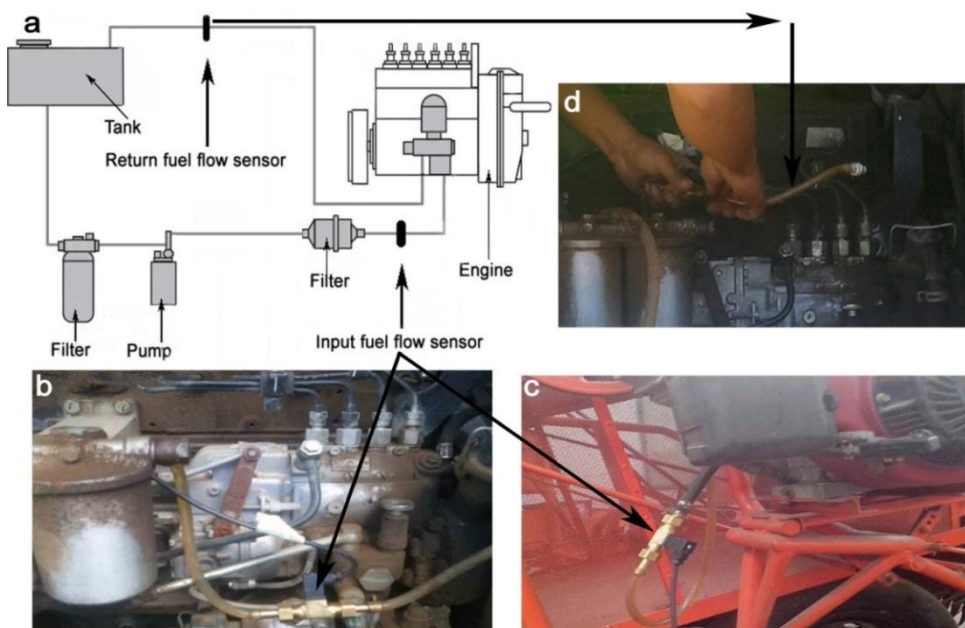 a
Tank
Return fuel flow sensor
d
Filter
Engine
Filter
Pump
Input fuel flow sensor
b
c